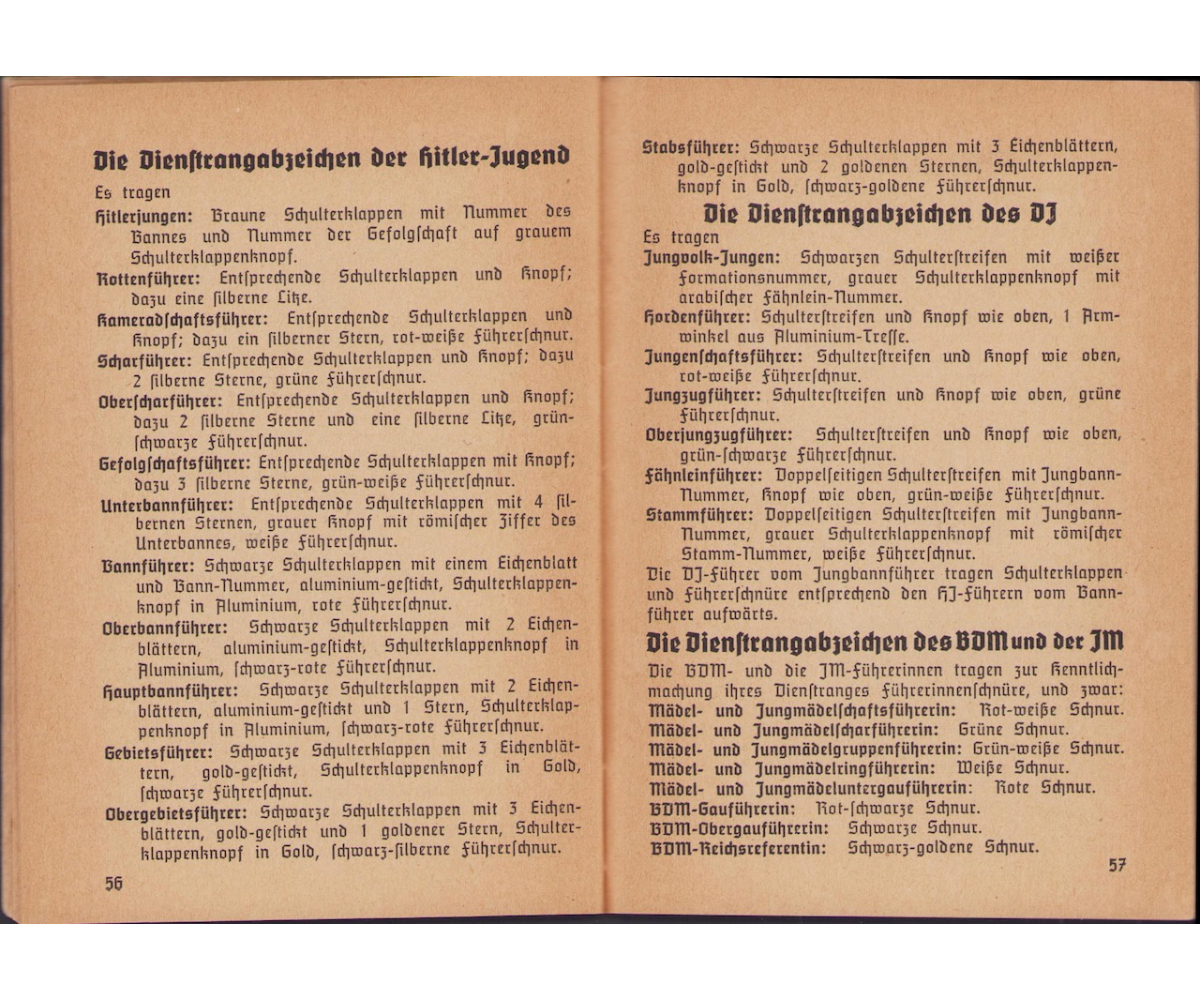 Die Dienſtrangabzeichen der Hitler-Jugend
Es tragen
Hitlerjungen: Braune Schulterklappen mit Nummer des
Bannes und Nummer der Gefolgſchaft auf grauem
Schulterklappenknopf.
Rottenführer: Entſprechende Schulterklappen und Knopf;
dazu eine ſilberne Litze.
Kameradſchaftsführer: Entſprechende Schulterklappen und
Knopf; dazu ein ſilberner Stern, rot-weiße Führerſchnur.
Scharführer: Entſprechende Schulterklappen und Knopf; dazu
2 ſilberne Sterne, grüne Führerſchnur.
Oberſcharführer: Entſprechende Schulterklappen und Knopf;
dazu 2 ſilberne Sterne und eine ſilberne Litze, grün-
ſchwarze Führerſchnur.
Gefolgſchaftsführer: Entſprechende Schulterklappen mit Knopf;
dazu 3 ſilberne Sterne, grün-weiße Führerſchnur.
Unterbannführer: Entſprechende Schulterklappen mit 4 ſil-
bernen Sternen, grauer Knopf mit römiſcher Ziffer des
Unterbannes, weiße Führerſchnur.
Bannführer: Schwarze Schulterklappen mit einem Eichenblatt
und Bann-Nummer, aluminium-geſtickt, Schulterklappen-
knopf in Aluminium, rote Führerſchnur.
Oberbannführer: Schwarze Schulterklappen mit 2 Eichen-
blättern, aluminium-geſtickt, Schulterklappenknopf in
Aluminium, ſchwarz-rote Führerſchnur.
Hauptbannführer: Schwarze Schulterklappen mit 2 Eichen-
blättern, aluminium-geſtickt und 1 Stern, Schulterklap-
penknopf in Aluminium, ſchwarz-rote Führerſchnur.
Gebietsführer: Schwarze Schulterklappen mit 3 Eichenblät-
tern, gold-geſtickt, Schulterklappenknopf in Gold,
ſchwarze Führerſchnur.
Obergebietsführer: Schwarze Schulterklappen mit 3 Eichen-
blättern, gold-geſtickt und 1 goldener Stern, Schulter-
klappenknopf in Gold, ſchwarz-ſilberne Führerſchnur.
56
Stabsführer: Schwarze Schulterklappen mit 3 Eichenblättern,
gold-geſtickt und 2 goldenen Sternen, Schulterklappen-
knopf in Gold, ſchwarz-goldene Führerſchnur.
Die Dienſtrangabzeichen des DJ
Es tragen
Jungvolk-Jungen: Schwarzen Schulterſtreifen mit weißer
Formationsnummer, grauer Schulterklappenknopf mit
arabiſcher Fähnlein-Nummer.
Hordenführer: Schulterſtreifen und Knopf wie oben, 1 Arm-
winkel aus Aluminium-Treſſe.
Jungenſchaftsführer: Schulterſtreifen und Knopf wie oben,
rot-weiße Führerſchnur.
Jungzugführer: Schulterſtreifen und Knopf wie oben, grüne
Führerſchnur.
Oberjungzugführer: Schulterſtreifen und Knopf wie oben,
grün-ſchwarze Führerſchnur.
Fähnleinführer: Doppelſeitigen Schulterſtreifen mit Jungbann-
Nummer, Knopf wie oben, grün-weiße Führerſchnur.
Stammführer: Doppelſeitigen Schulterſtreifen mit Jungbann-
Nummer, grauer Schulterklappenknopf mit römiſcher
Stamm-Nummer, weiße Führerſchnur.
Die DJ-Führer vom Jungbannführer tragen Schulterklappen
und Führerſchnüre entſprechend den HJ-Führern vom Bann-
führer aufwärts.
Die Dienſtrangabzeichen des BDM und der JM
Die BDM- und die JM-Führerinnen tragen zur Kenntlich-
machung ihres Dienſtranges Führerinnenſchnüre, und zwar:
Mädel- und Jungmädelſchaftsführerin: Rot-weiße Schnur.
Mädel- und Jungmädelſcharführerin: Grüne Schnur.
Mädel- und Jungmädelgruppenführerin: Grün-weiße Schnur.
Mädel- und Jungmädelringführerin: Weiße Schnur.
Mädel- und Jungmädeluntergauführerin: Rote Schnur.
BDM-Gauführerin: Rot-ſchwarze Schnur.
BDM-Obergauführerin: Schwarze Schnur.
BDM-Reichsreferentin: Schwarz-goldene Schnur.
57